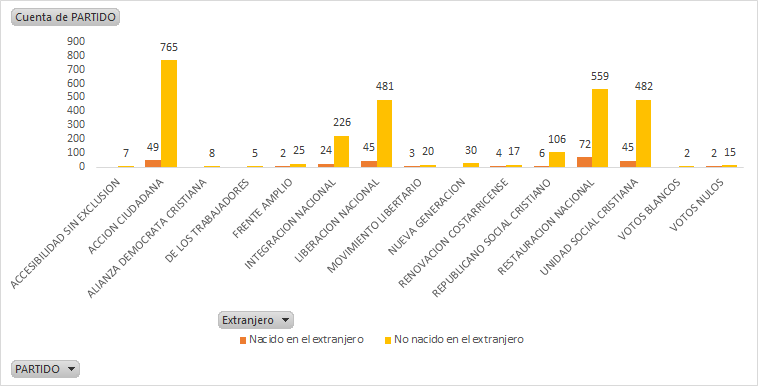 Cuenta de PARTIDO
900
800
700
600
500
400
300
200
100
0
7
49
765
8
5
2
25
24
226
45
481
3
20
30
4
17
6
106
72
559
45
482
2
2
15
ACCESIBILIDAD SIN EXCLUSION
ACCION CIUDADANA
ALIANZA DEMOCRATA CRISTIANA
DE LOS TRABAJADORES
FRENTE AMPLIO
INTEGRACION NACIONAL
LIBERACION NACIONAL
MOVIMIENTO LIBERTARIO
NUEVA GENERACION
RENOVACION COSTARRICENSE
REPUBLICANO SOCIAL CRISTIANO
RESTAURACION NACIONAL
UNIDAD SOCIAL CRISTIANA
VOTOS BLANCOS
VOTOS NULOS
Extranjero
Nacido en el extranjero
No nacido en el extranjero
PARTIDO